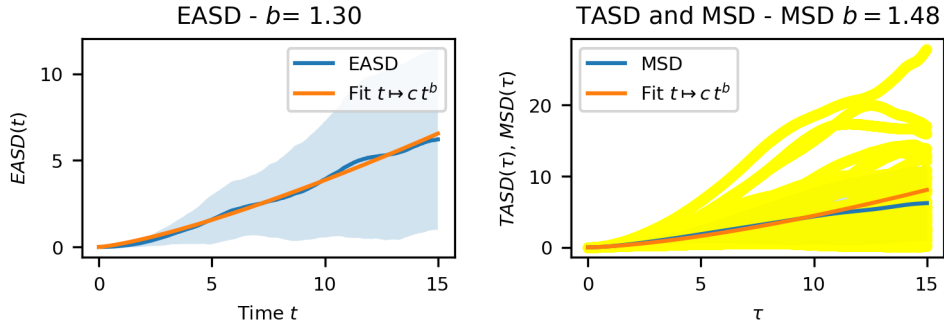 EASD - b= 1.30
EASD
Fit t ↦ c t^b
10
5
0
0
5
10
15
EASD(t)
Time t
TASD and MSD - MSD b = 1.48
MSD
Fit t ↦ c t^b
20
10
0
0
5
10
15
TASD(τ), MSD(τ)
τ